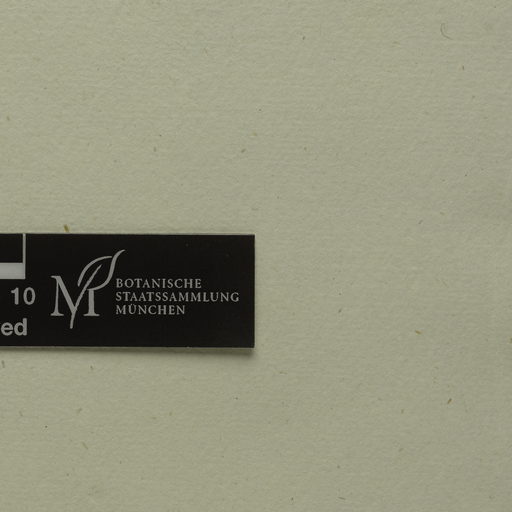 10
ed
M
BOTANISCHE
STAATSSAMMLUNG
MÜNCHEN